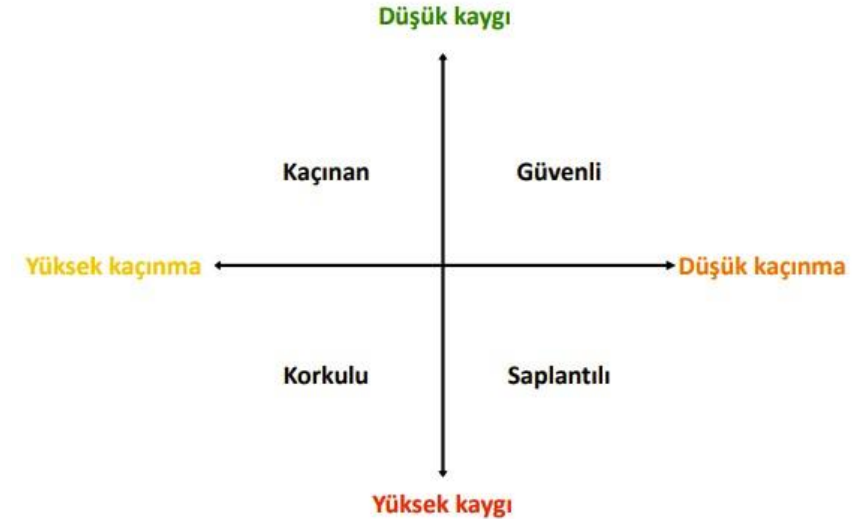 Düşük kaygı
Kaçınan
Güvenli
Yüksek kaçınma
Düşük kaçınma
Korkulu
Saplantılı
Yüksek kaygı